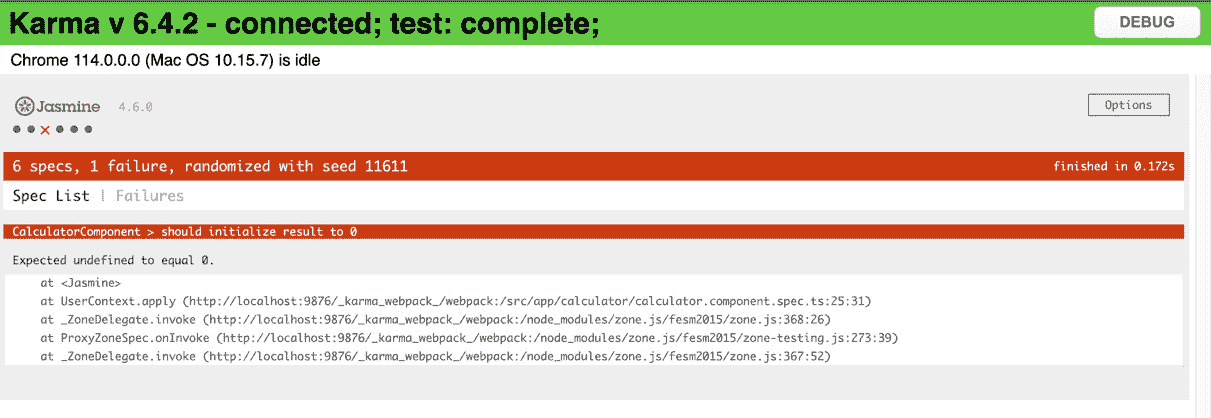 Karma v 6.4.2 - connected; test: complete;
DEBUG
Chrome 114.0.0.0 (Mac OS 10.15.7) is idle
Jasmine 4.6.0
Options
6 specs, 1 failure, randomized with seed 11611
finished in 0.172s
Spec List | Failures
CalculatorComponent > should initialize result to 0
Expected undefined to equal 0.
at <Jasmine>
at UserContext.apply (http://localhost:9876/_karma_webpack_/webpack:/src/app/calculator/calculator.component.spec.ts:25:31)
at _ZoneDelegate.invoke (http://localhost:9876/_karma_webpack_/webpack:/node_modules/zone.js/fesm2015/zone.js:368:26)
at ProxyZoneSpec.onInvoke (http://localhost:9876/_karma_webpack_/webpack:/node_modules/zone.js/fesm2015/zone-testing.js:273:39)
at _ZoneDelegate.invoke (http://localhost:9876/_karma_webpack_/webpack:/node_modules/zone.js/fesm2015/zone.js:367:52)